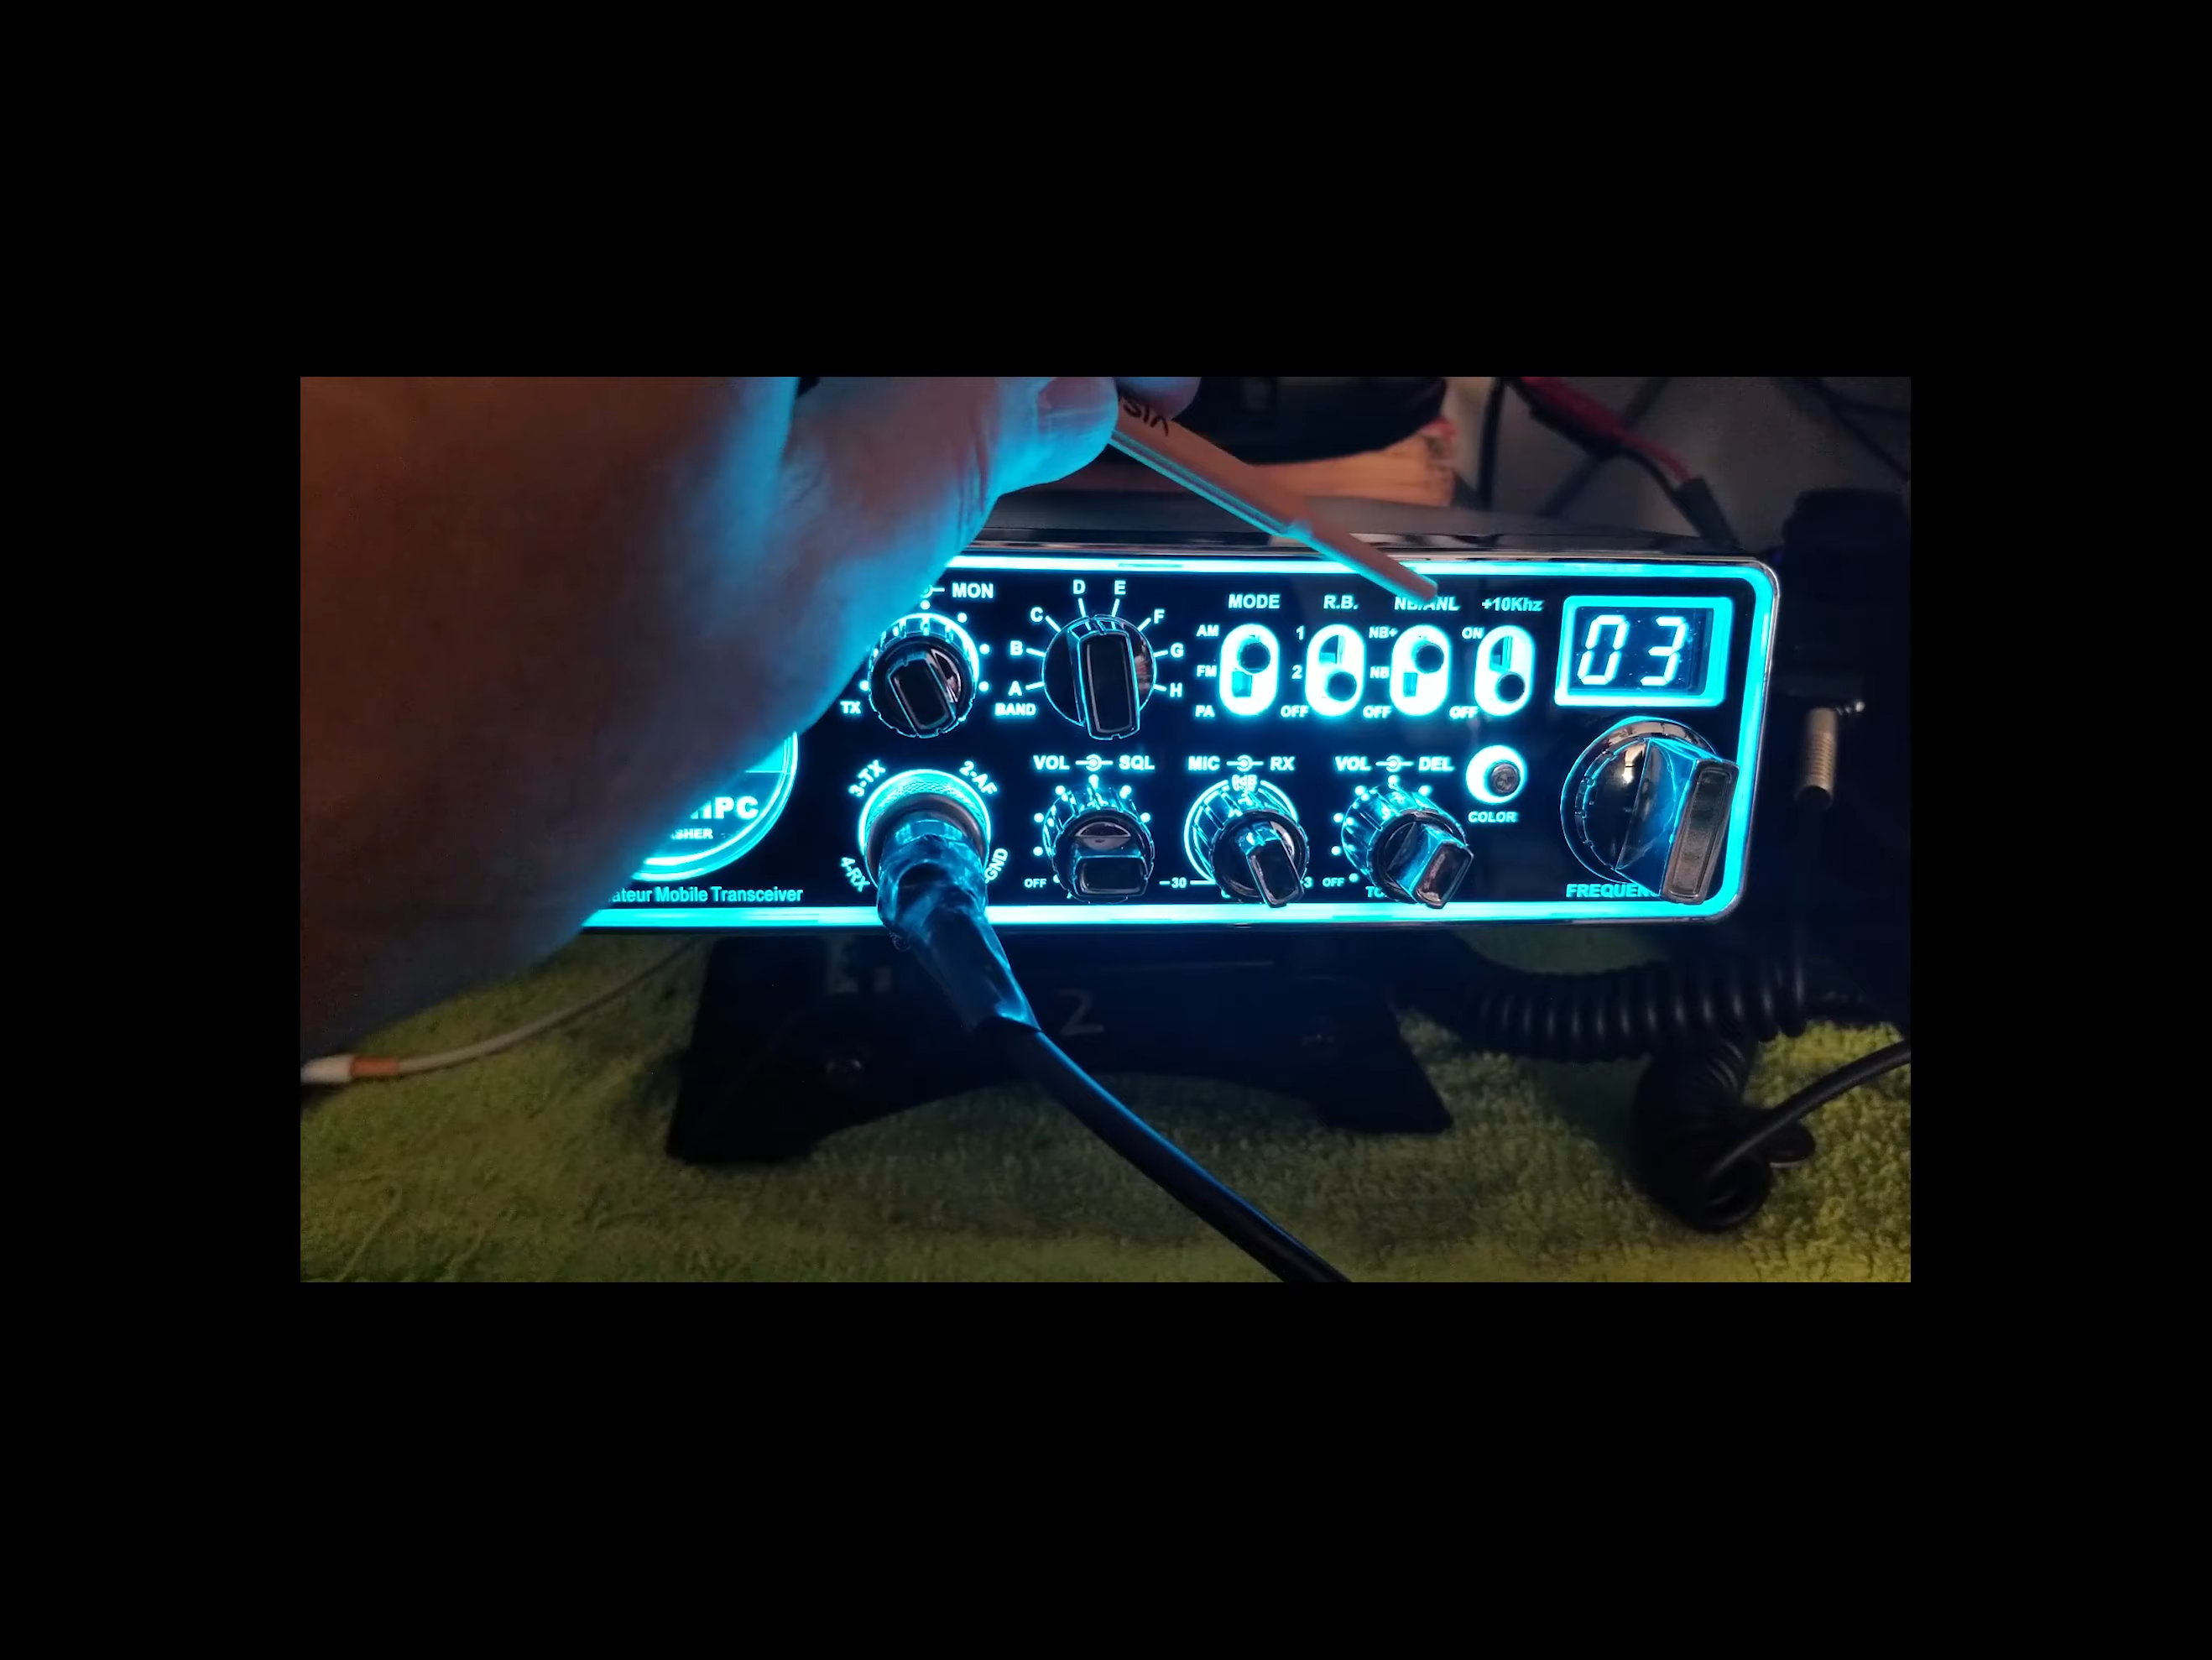 MON
D E
C F
B G
A H
BAND
TX
MODE R.B. NB/ANL +10Khz
AM 1 NB+ ON
FM 2 NB
PA OFF OFF OFF
03
3-TX 2-AF
4-RX GND
VOL SQL
OFF
MIC RX
0dB
-30
VOL DEL
OFF
COLOR
Mobile Transceiver
2